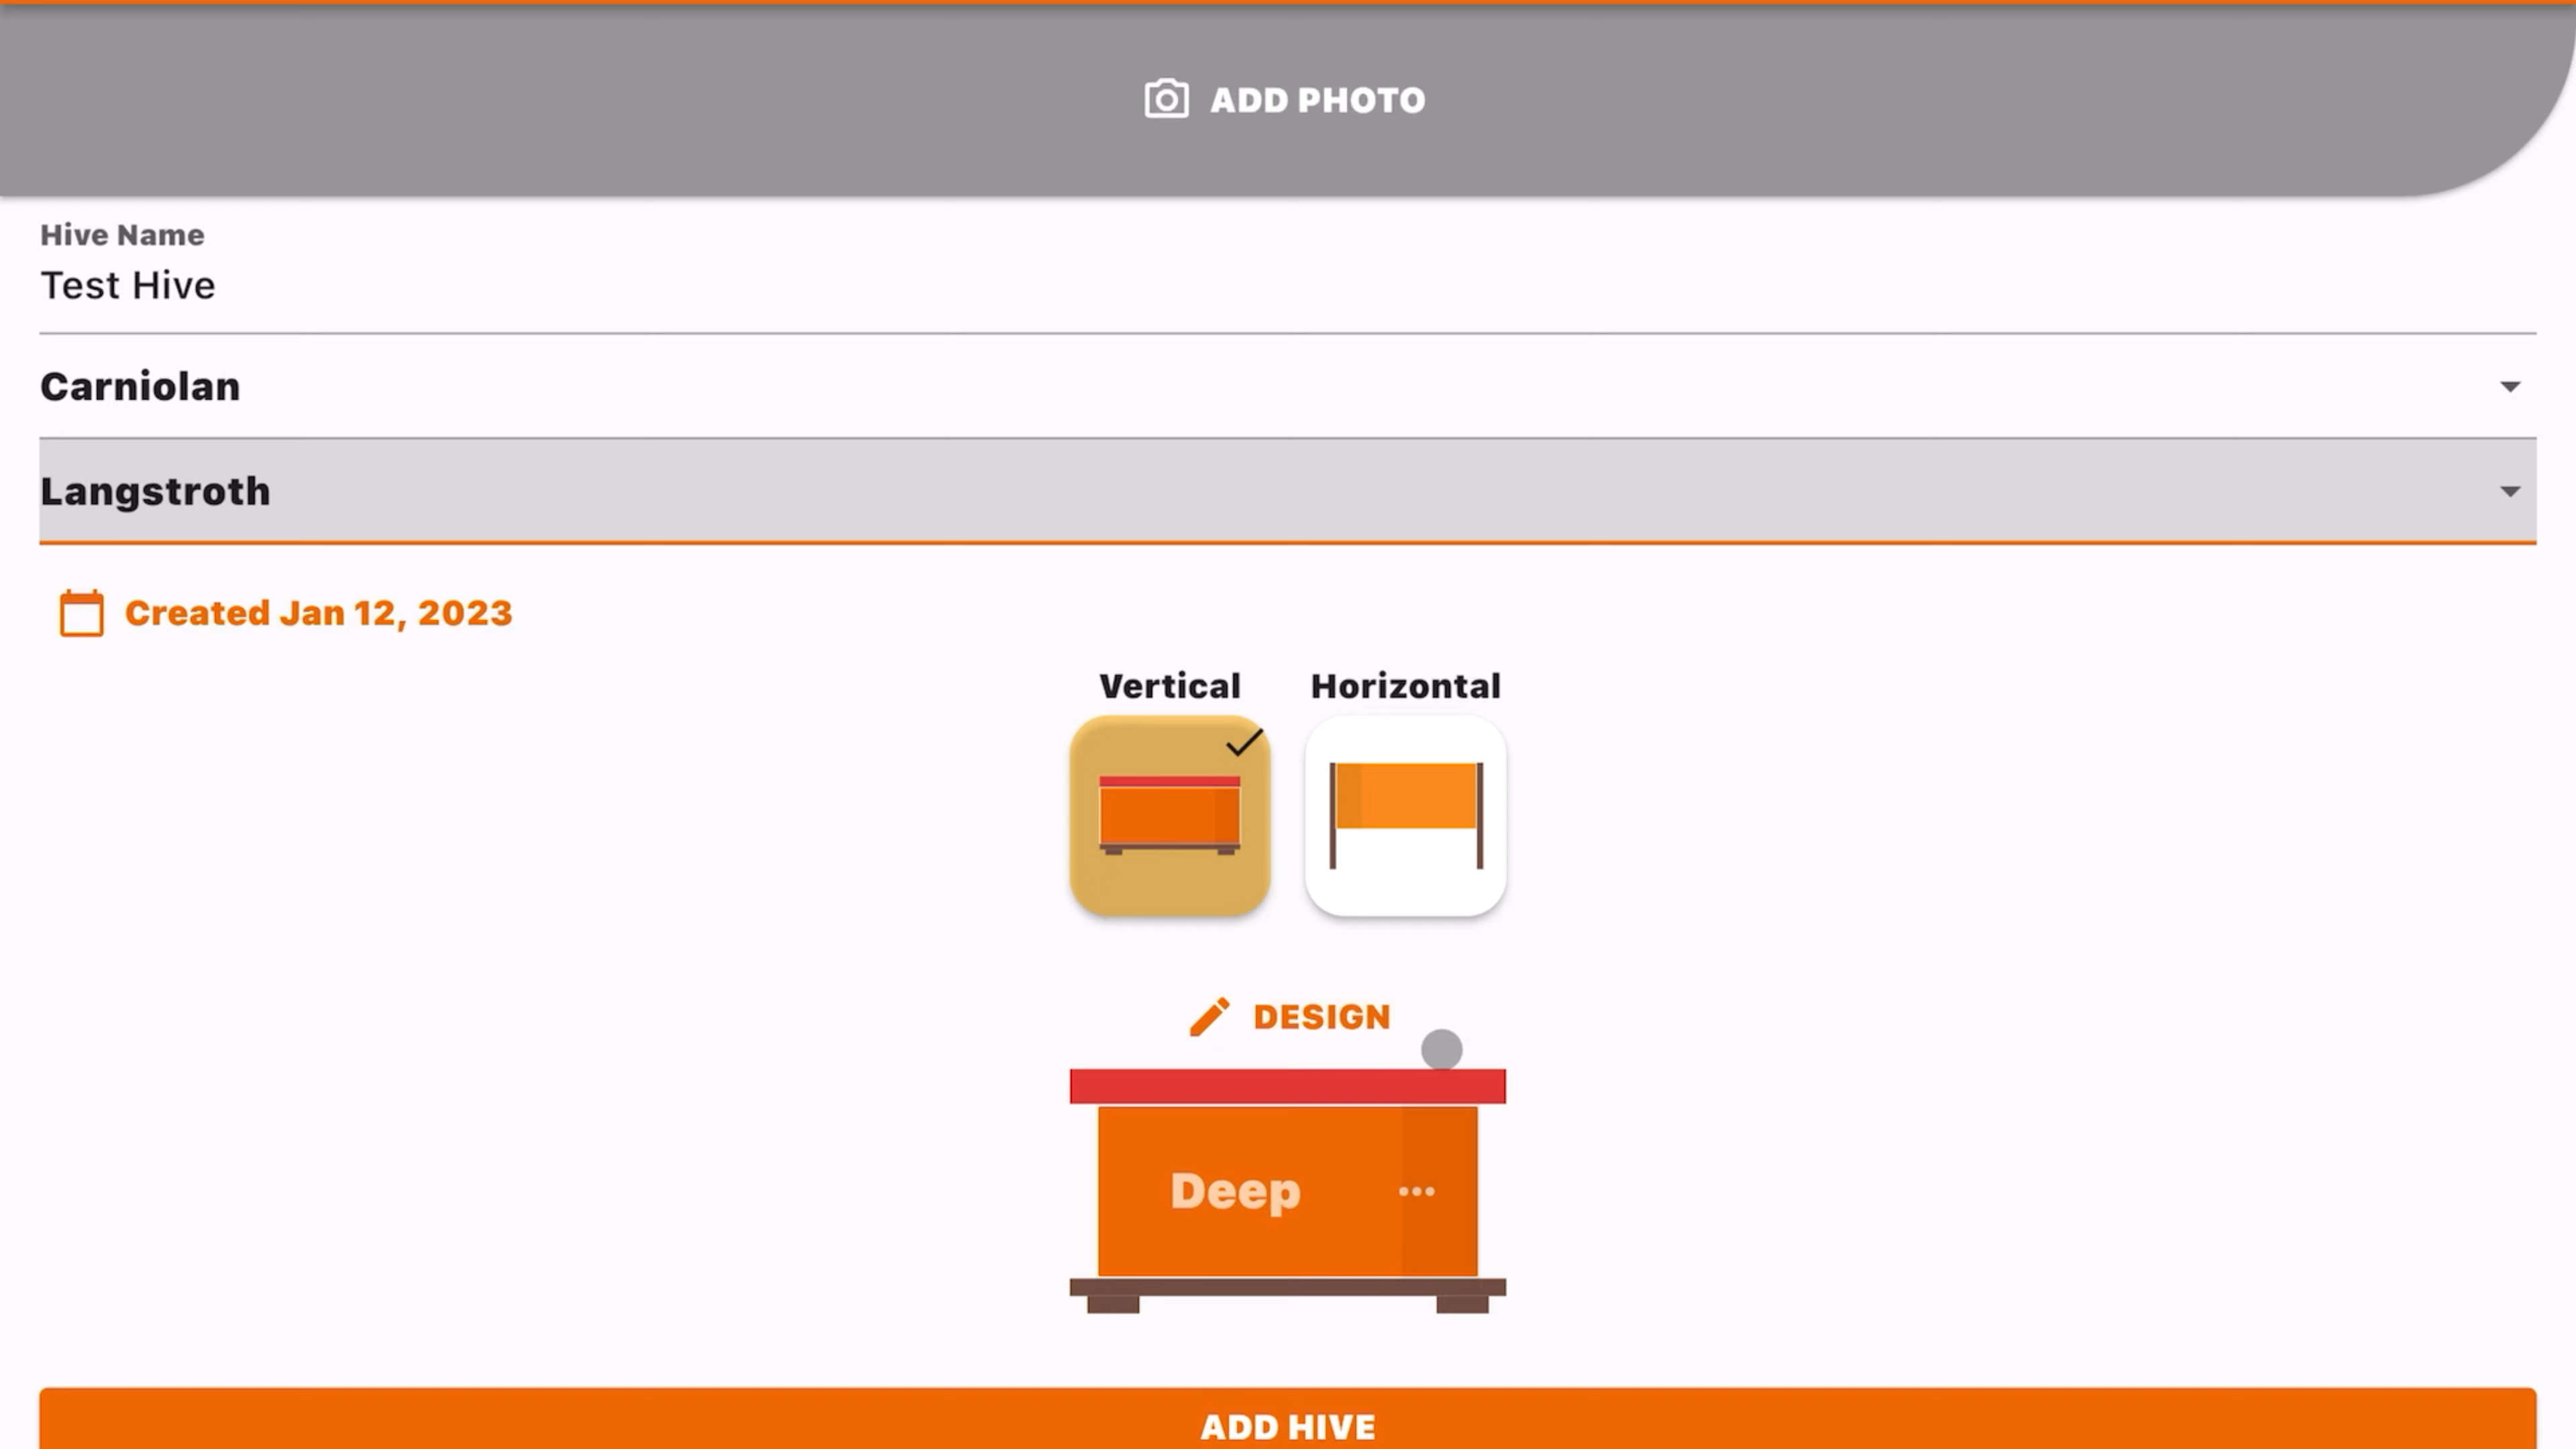 ADD PHOTO
Hive Name
Test Hive
Carniolan
Langstroth
Created Jan 12, 2023
Vertical Horizontal
DESIGN
Deep
ADD HIVE